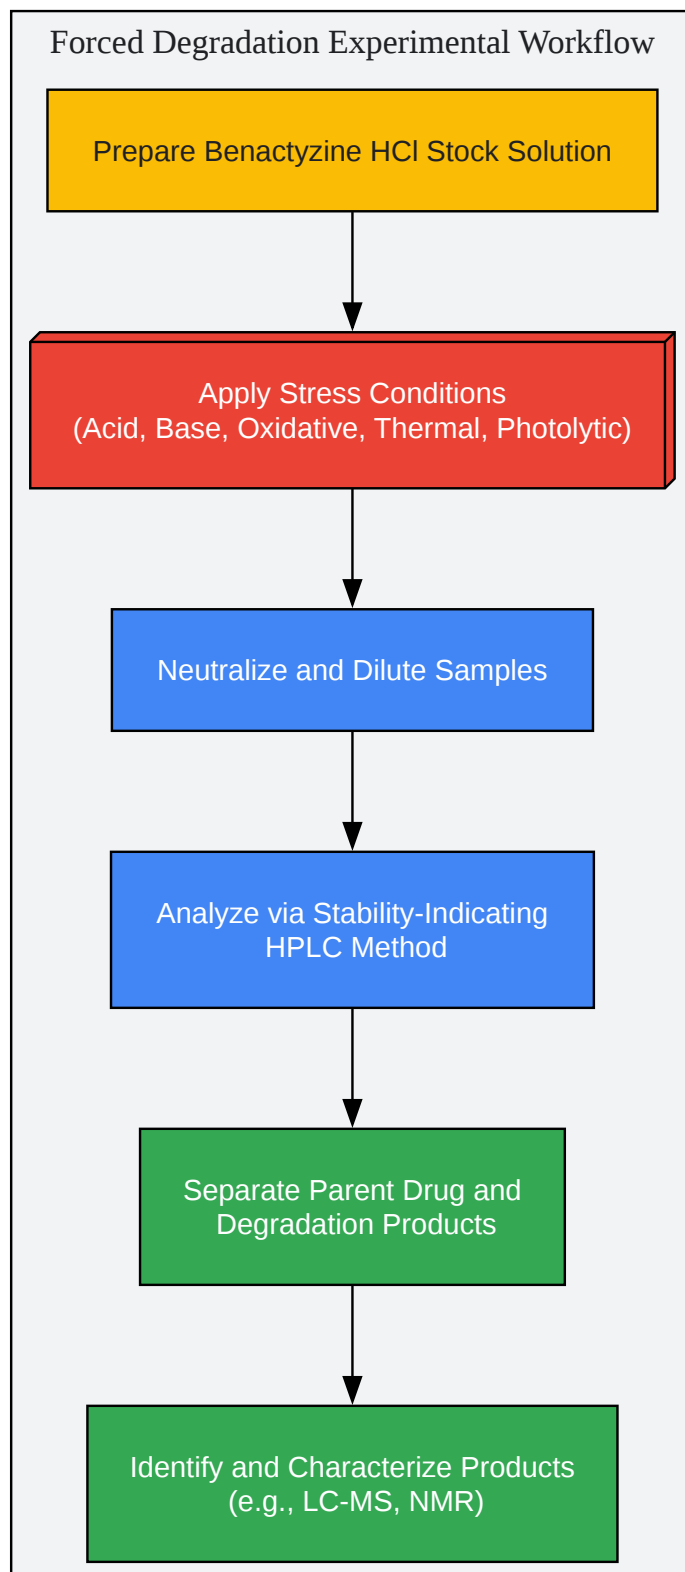 Forced Degradation Experimental Workflow
Prepare Benactyzine HCl Stock Solution
Apply Stress Conditions
(Acid, Base, Oxidative, Thermal, Photolytic)
Neutralize and Dilute Samples
Analyze via Stability-Indicating
HPLC Method
Separate Parent Drug and
Degradation Products
Identify and Characterize Products
(e.g., LC-MS, NMR)